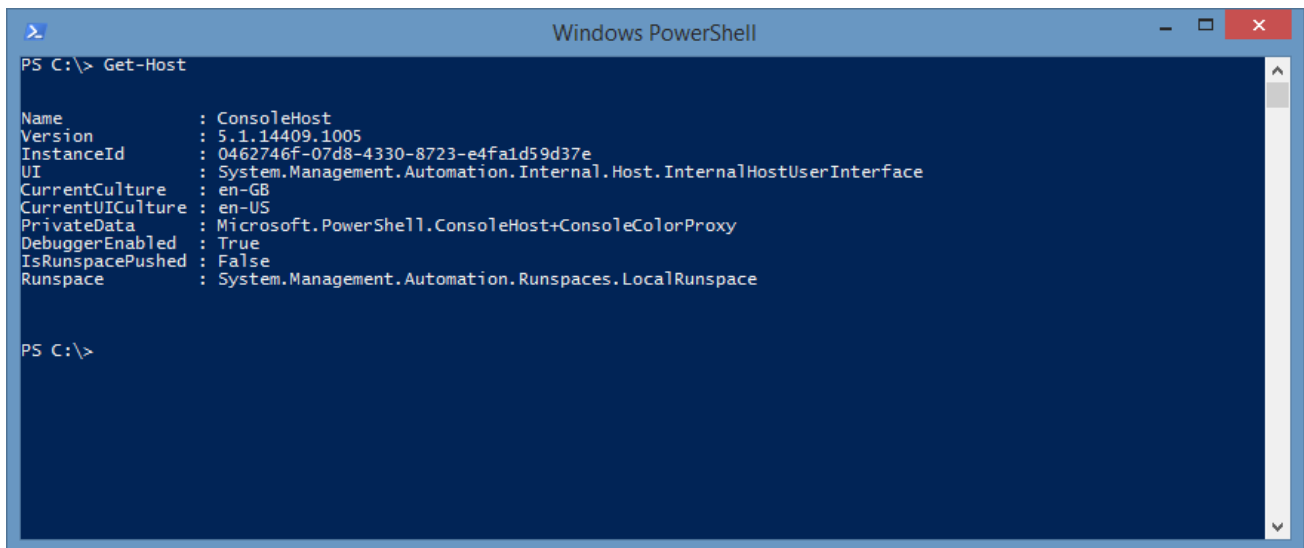 Windows PowerShell
PS C:\> Get-Host
Name             : ConsoleHost
Version          : 5.1.14409.1005
InstanceId       : 0462746f-07d8-4330-8723-e4fa1d59d37e
UI               : System.Management.Automation.Internal.Host.InternalHostUserInterface
CurrentCulture   : en-GB
CurrentUICulture : en-US
PrivateData      : Microsoft.PowerShell.ConsoleHost+ConsoleColorProxy
DebuggerEnabled  : True
IsRunspacePushed : False
Runspace         : System.Management.Automation.Runspaces.LocalRunspace
PS C:\>